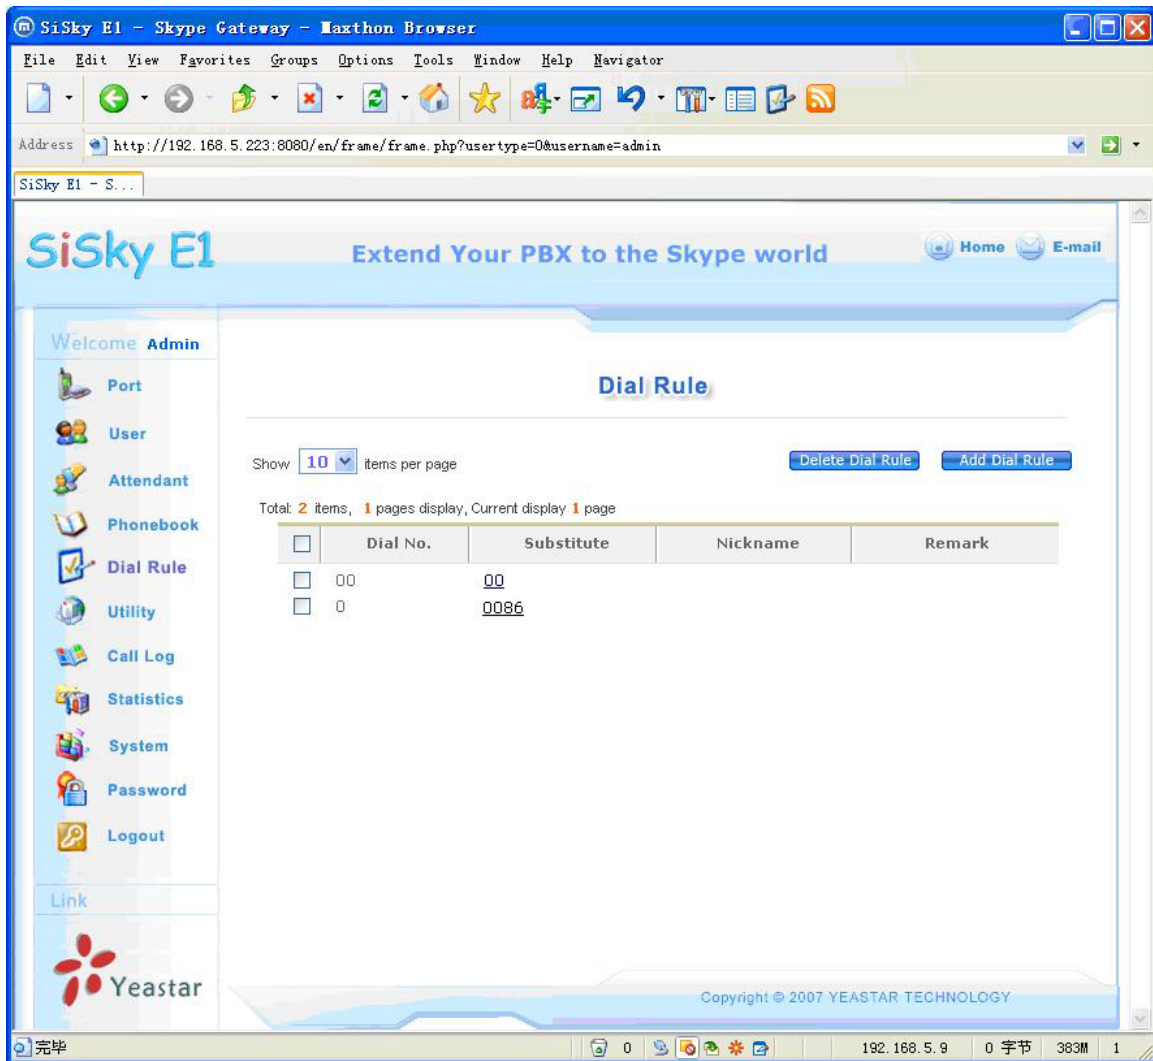 SiSky E1 - Skype Gateway - Maxthon Browser
File Edit View Favorites Groups Options Tools Window Help Navigator
Address http://192.168.5.223:8080/en/frame/frame.php?usertype=0&username=admin
SiSky E1 - S...
SiSky E1 Extend Your PBX to the Skype world Home E-mail
Welcome Admin
Port
User
Attendant
Phonebook
Dial Rule
Utility
Call Log
Statistics
System
Password
Logout
Link
Yeastar
Dial Rule
Show 10 items per page Delete Dial Rule Add Dial Rule
Total: 2 items, 1 pages display, Current display 1 page
Dial No. Substitute Nickname Remark
00 00
0 0086
Copyright © 2007 YEASTAR TECHNOLOGY
完毕 0 192.168.5.9 0 字节 383M 1